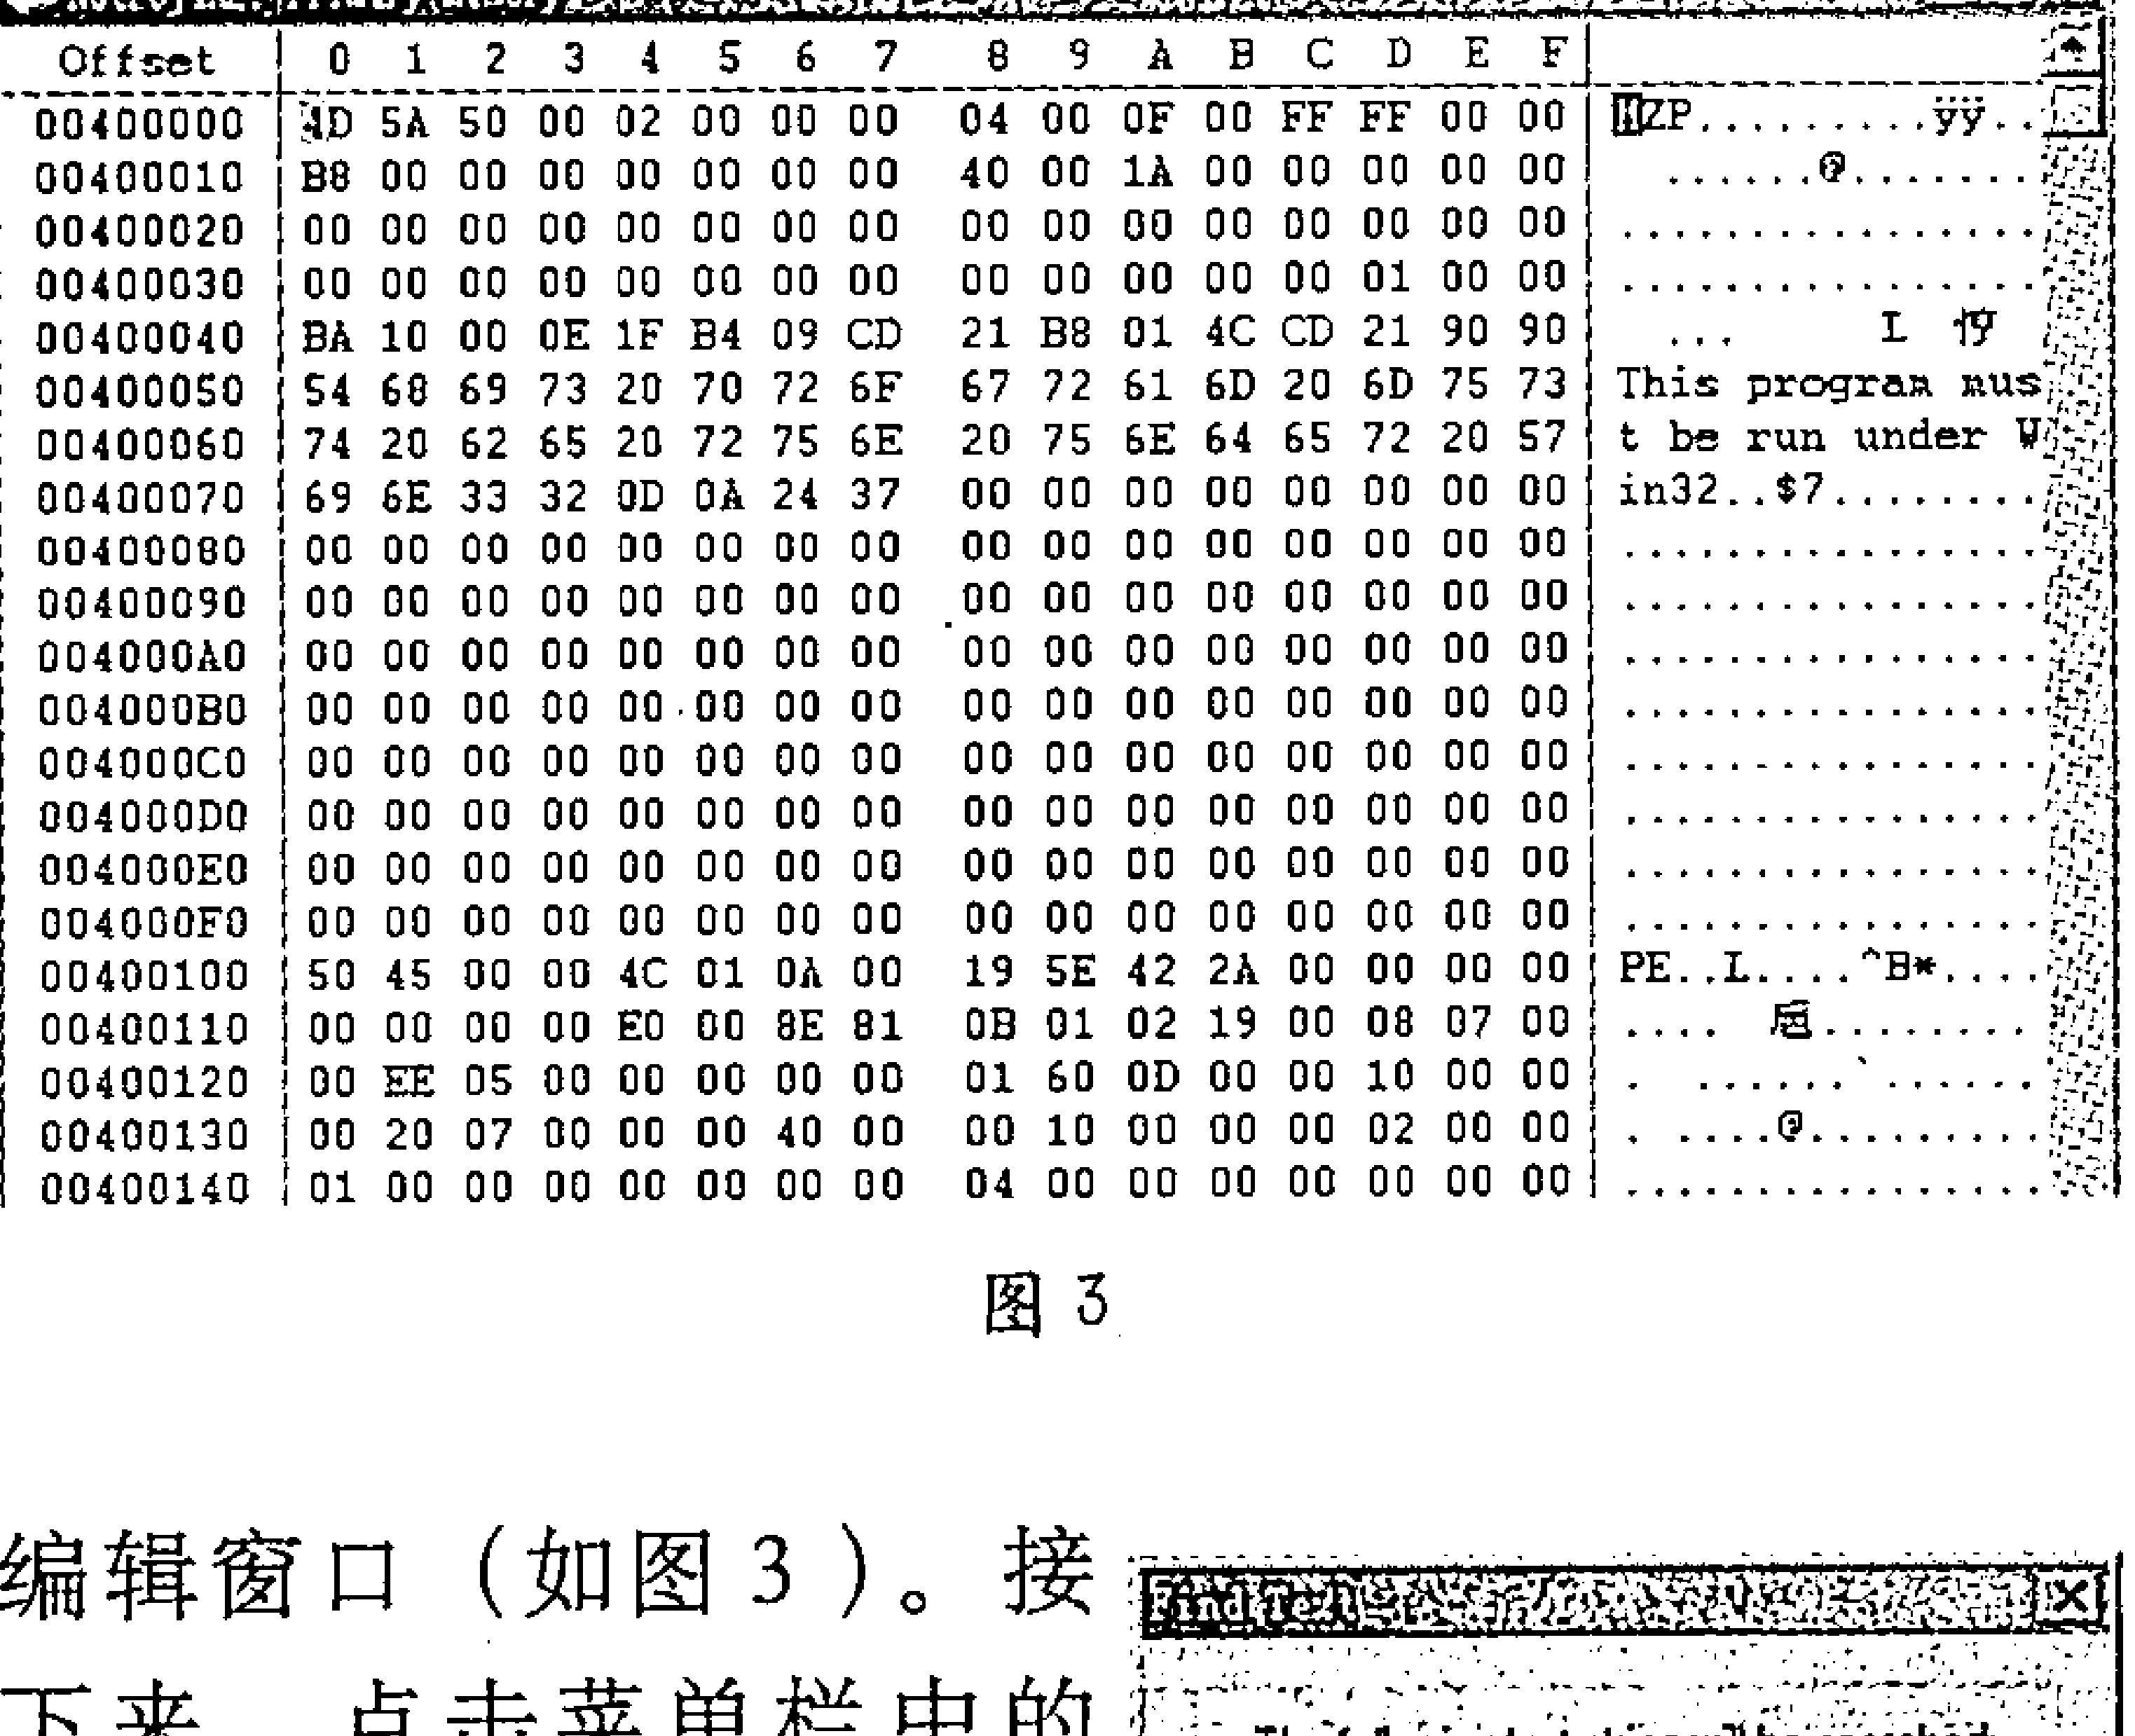 Offset 0 1 2 3 4 5 6 7 8 9 A B C D E F
00400000 4D 5A 50 00 02 00 00 00 04 00 0F 00 FF FF 00 00 MZP.........ÿÿ..
00400010 B8 00 00 00 00 00 00 00 40 00 1A 00 00 00 00 00 ......@.......
00400020 00 00 00 00 00 00 00 00 00 00 00 00 00 00 00 00 ................
00400030 00 00 00 00 00 00 00 00 00 00 00 00 00 01 00 00 ................
00400040 BA 10 00 0E 1F B4 09 CD 21 B8 01 4C CD 21 90 90 ... L
00400050 54 68 69 73 20 70 72 6F 67 72 61 6D 20 6D 75 73 This program mus
00400060 74 20 62 65 20 72 75 6E 20 75 6E 64 65 72 20 57 t be run under W
00400070 69 6E 33 32 0D 0A 24 37 00 00 00 00 00 00 00 00 in32..$7........
00400080 00 00 00 00 00 00 00 00 00 00 00 00 00 00 00 00 ................
00400090 00 00 00 00 00 00 00 00 00 00 00 00 00 00 00 00 ................
004000A0 00 00 00 00 00 00 00 00 00 00 00 00 00 00 00 00 ................
004000B0 00 00 00 00 00 00 00 00 00 00 00 00 00 00 00 00 ................
004000C0 00 00 00 00 00 00 00 00 00 00 00 00 00 00 00 00 ................
004000D0 00 00 00 00 00 00 00 00 00 00 00 00 00 00 00 00 ................
004000E0 00 00 00 00 00 00 00 00 00 00 00 00 00 00 00 00 ................
004000F0 00 00 00 00 00 00 00 00 00 00 00 00 00 00 00 00 ................
00400100 50 45 00 00 4C 01 0A 00 19 5E 42 2A 00 00 00 00 PE..L....^B*....
00400110 00 00 00 00 E0 00 8E 81 0B 01 02 19 00 08 07 00 .... ........
00400120 00 EE 05 00 00 00 00 00 01 60 0D 00 00 10 00 00 . ......`......
00400130 00 20 07 00 00 00 40 00 00 10 00 00 00 02 00 00 . ....@.........
00400140 01 00 00 00 00 00 00 00 04 00 00 00 00 00 00 00 ................
图 3
编辑窗口（如图 3）。接
下来 点击菜单栏中的